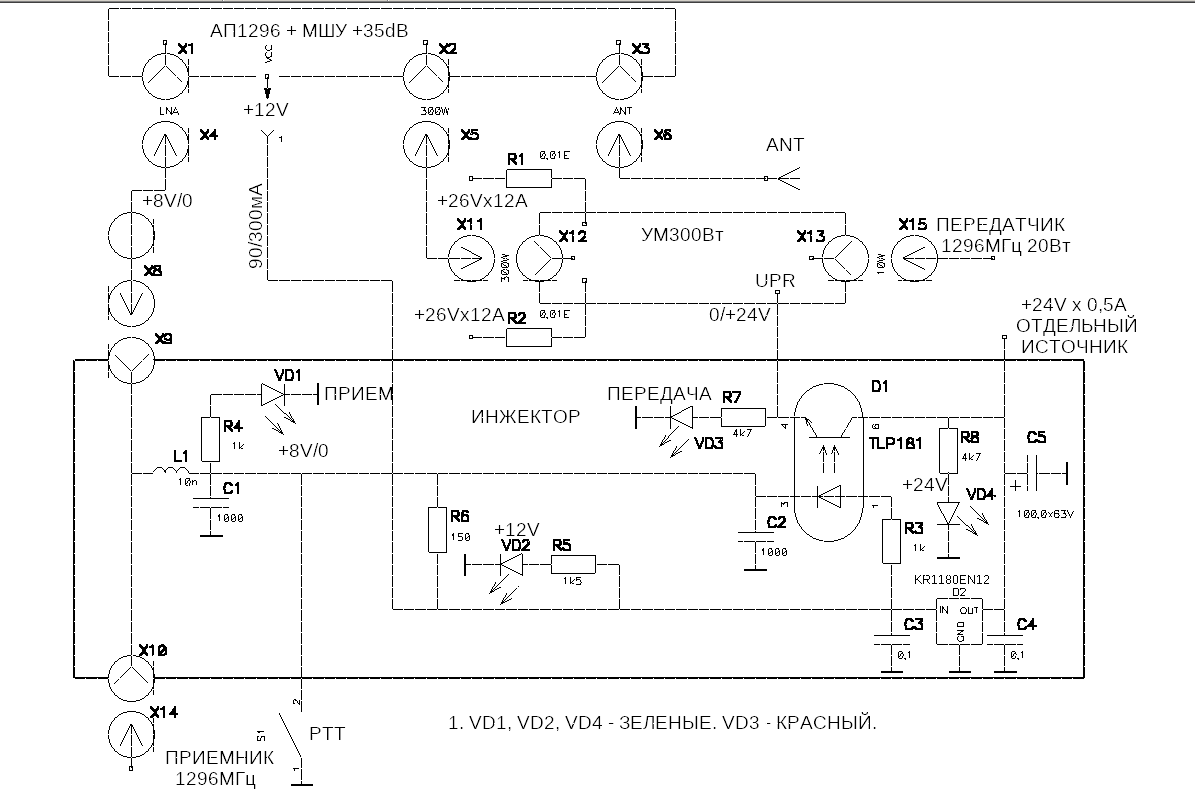 АП1296 + МШУ +35dB
X1
VCC
X2
X3
LNA
+12V
300W
ANT
X4
1
X5
X6
ANT
R1
0.01E
+8V/0
90/300мА
+26Vx12A
X11
X12
УМ300Вт
X13
X15
ПЕРЕДАТЧИК
1296МГц 20Вт
300W
10W
X8
UPR
+26Vx12A
R2
0.01E
0/+24V
+24V x 0,5A
ОТДЕЛЬНЫЙ
ИСТОЧНИК
X9
VD1
ПРИЕМ
ИНЖЕКТОР
ПЕРЕДАЧА
R7
4k7
D1
R4
1k
VD3
4
6
TLP181
R8
4k7
C5
+8V/0
L1
10n
C1
1000
+24V
VD4
+
100.0x63V
3
1
R6
150
+12V
VD2
R5
1k5
C2
1000
R3
1k
KR1180EN12
D2
IN
OUT
GND
C3
0.1
C4
0.1
X10
X14
2
S1
1
PTT
ПРИЕМНИК
1296МГц
1. VD1, VD2, VD4 - ЗЕЛЕНЫЕ. VD3 - КРАСНЫЙ.